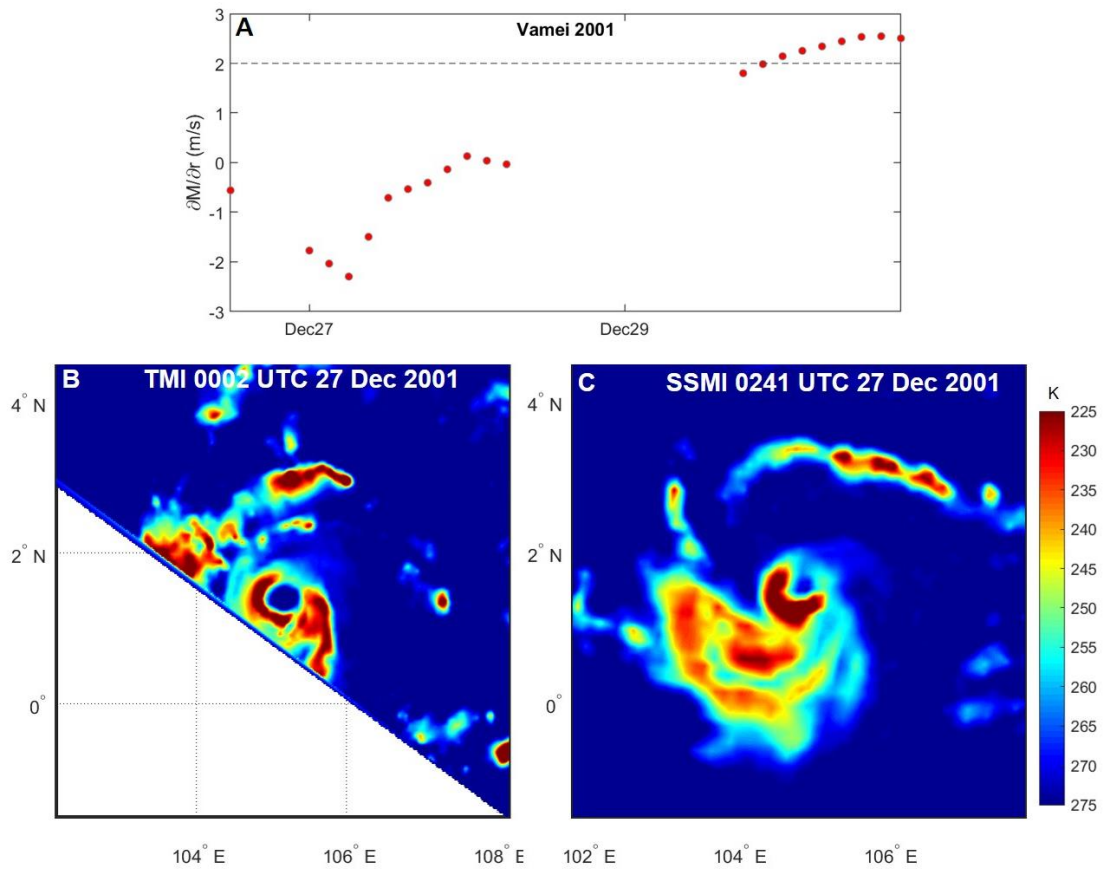 A
Vamei 2001
3
2
1
0
-1
-2
-3
∂M/∂r (m/s)
Dec27
Dec29
B
TMI 0002 UTC 27 Dec 2001
4° N
2° N
0°
104° E
106° E
108° E
C
SSMI 0241 UTC 27 Dec 2001
4° N
2° N
0°
102° E
104° E
106° E
K
225
230
235
240
245
250
255
260
265
270
275